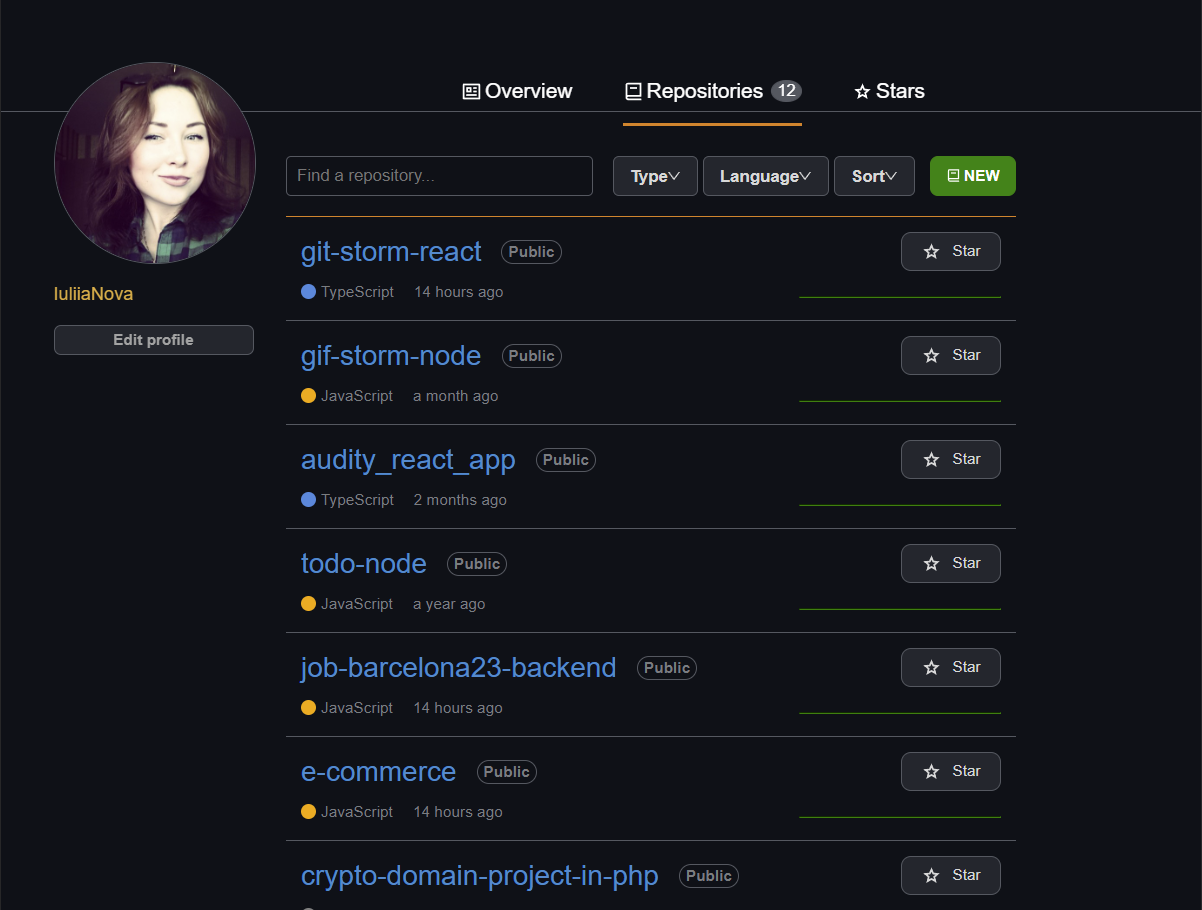 Overview Repositories 12 Stars
Find a repository... Type Language Sort NEW
git-storm-react Public Star
TypeScript 14 hours ago
IuliiaNova
Edit profile
gif-storm-node Public Star
JavaScript a month ago
audity_react_app Public Star
TypeScript 2 months ago
todo-node Public Star
JavaScript a year ago
job-barcelona23-backend Public Star
JavaScript 14 hours ago
e-commerce Public Star
JavaScript 14 hours ago
crypto-domain-project-in-php Public Star